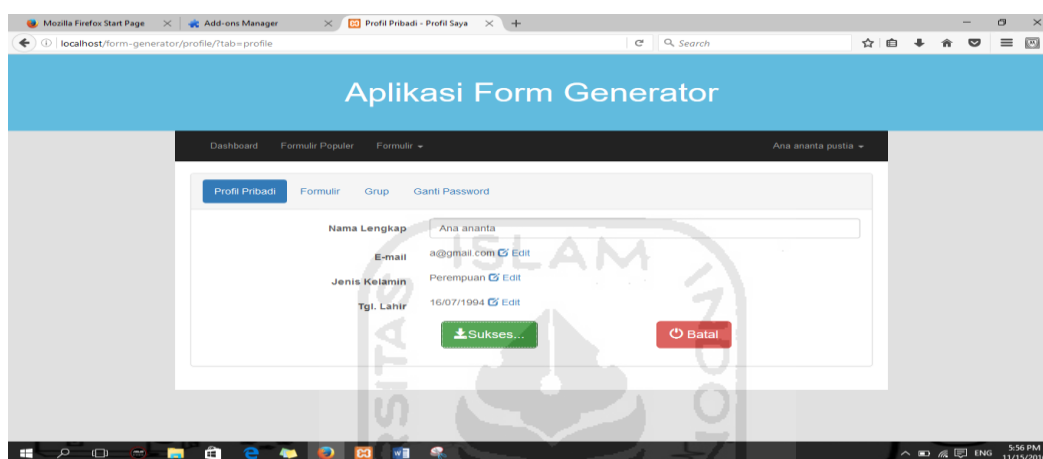 Mozilla Firefox Start Page
Add-ons Manager
Profil Pribadi - Profil Saya
localhost/form-generator/profile/?tab=profile
Search
Aplikasi Form Generator
Dashboard Formulir Populer Formulir Ana ananta pustia
Profil Pribadi Formulir Grup Ganti Password
Nama Lengkap Ana ananta
E-mail a@gmail.com Edit
Jenis Kelamin Perempuan Edit
Tgl. Lahir 16/07/1994 Edit
Sukses... Batal
ISLAM
ENG
5:56 PM